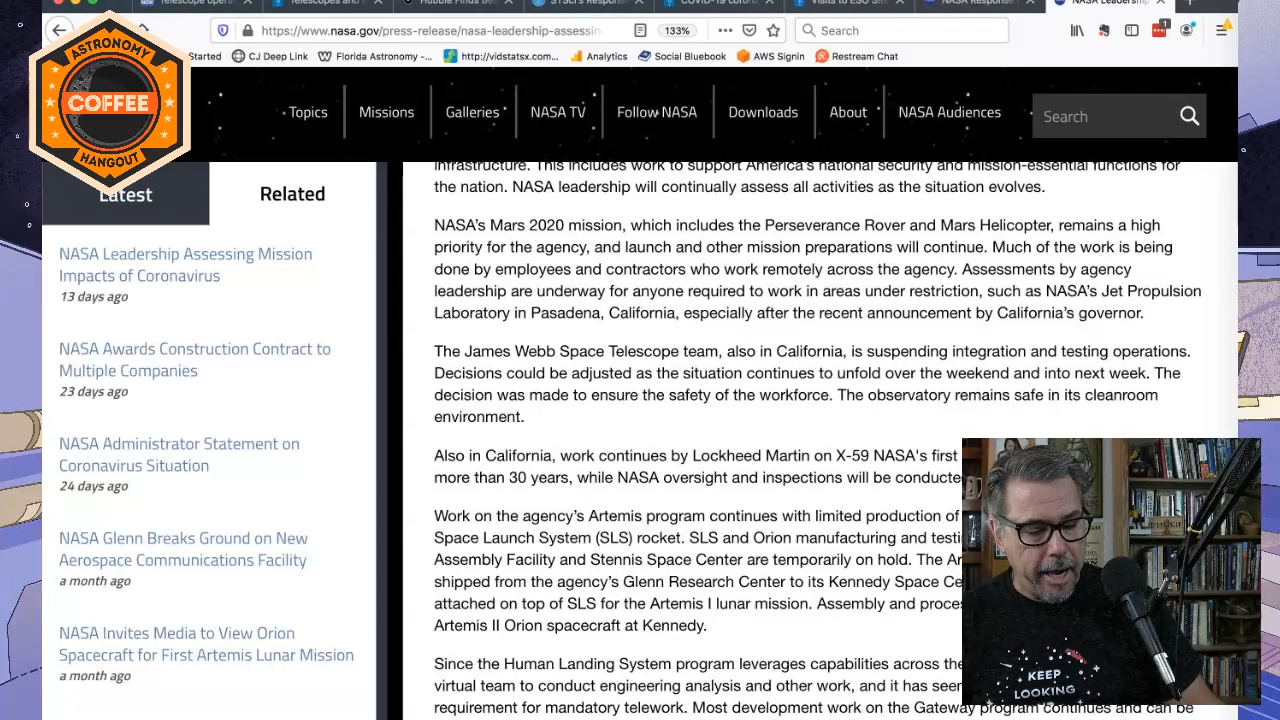 Telescope oper
Telescopes and
Hubble Finds Bes
STScI's Response
COVID-19 coron
Visits to ESO Site
NASA Response
NASA Leadership
https://www.nasa.gov/press-release/nasa-leadership-assessin
133%
Search
Started
CJ Deep Link
Florida Astronomy -...
http://vidstatsx.com/...
Analytics
Social Bluebook
AWS Signin
Restream Chat
ASTRONOMY
COFFEE
HANGOUT
Topics
Missions
Galleries
NASA TV
Follow NASA
Downloads
About
NASA Audiences
Search
Latest
Related
NASA Leadership Assessing Mission
Impacts of Coronavirus
13 days ago
NASA Awards Construction Contract to
Multiple Companies
23 days ago
NASA Administrator Statement on
Coronavirus Situation
24 days ago
NASA Glenn Breaks Ground on New
Aerospace Communications Facility
a month ago
NASA Invites Media to View Orion
Spacecraft for First Artemis Lunar Mission
a month ago
infrastructure. This includes work to support America's national security and mission-essential functions for
the nation. NASA leadership will continually assess all activities as the situation evolves.
NASA's Mars 2020 mission, which includes the Perseverance Rover and Mars Helicopter, remains a high
priority for the agency, and launch and other mission preparations will continue. Much of the work is being
done by employees and contractors who work remotely across the agency. Assessments by agency
leadership are underway for anyone required to work in areas under restriction, such as NASA's Jet Propulsion
Laboratory in Pasadena, California, especially after the recent announcement by California's governor.
The James Webb Space Telescope team, also in California, is suspending integration and testing operations.
Decisions could be adjusted as the situation continues to unfold over the weekend and into next week. The
decision was made to ensure the safety of the workforce. The observatory remains safe in its cleanroom
environment.
Also in California, work continues by Lockheed Martin on X-59 NASA's first
more than 30 years, while NASA oversight and inspections will be conducte
Work on the agency's Artemis program continues with limited production of
Space Launch System (SLS) rocket. SLS and Orion manufacturing and testi
Assembly Facility and Stennis Space Center are temporarily on hold. The Ar
shipped from the agency's Glenn Research Center to its Kennedy Space Ce
attached on top of SLS for the Artemis I lunar mission. Assembly and proces
Artemis II Orion spacecraft at Kennedy.
Since the Human Landing System program leverages capabilities across the
virtual team to conduct engineering analysis and other work, and it has seen
requirement for mandatory telework. Most development work on the Gateway program continues and can be
KEEP
LOOKING